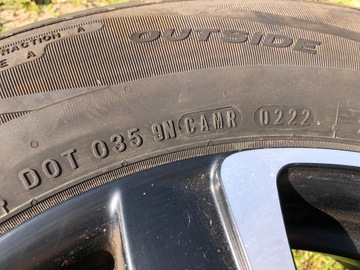 TRACTION A
E A
OUTSIDE
DOT 035 9N CAMR 0222